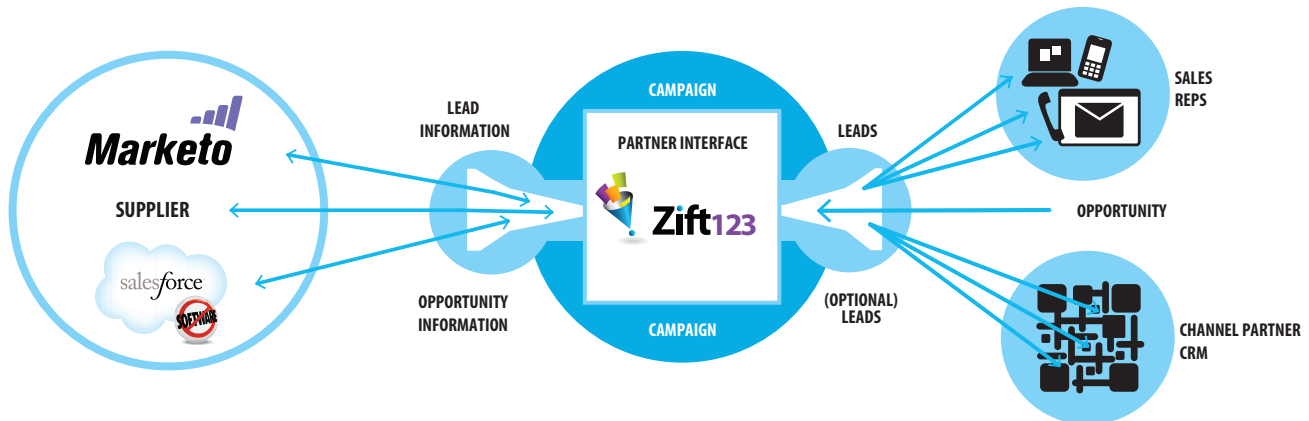 Marketo
SUPPLIER
salesforce
SOFTWARE
LEAD
INFORMATION
OPPORTUNITY
INFORMATION
CAMPAIGN
PARTNER INTERFACE
Zift123
CAMPAIGN
LEADS
(OPTIONAL)
LEADS
SALES
REPS
OPPORTUNITY
CHANNEL PARTNER
CRM